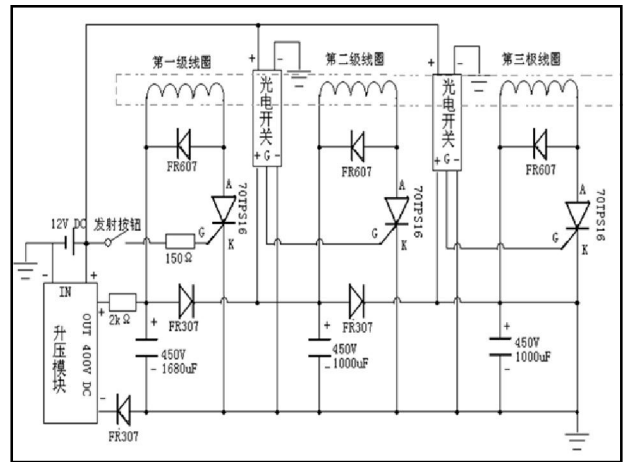 第一级线圈
第二级线圈
第三极线圈
+
-
+
-
光电开关
光电开关
FR607
FR607
FR607
+ G -
+ G -
A
70TPS16
A
70TPS16
A
70TPS16
12V DC
发射按钮
150Ω
G
K
G
K
G
K
-
+
IN
OUT 400V DC
升压模块
+
2kΩ
FR307
FR307
+
450V
- 1680uF
+
450V
- 1000uF
+
450V
- 1000uF
-
FR307